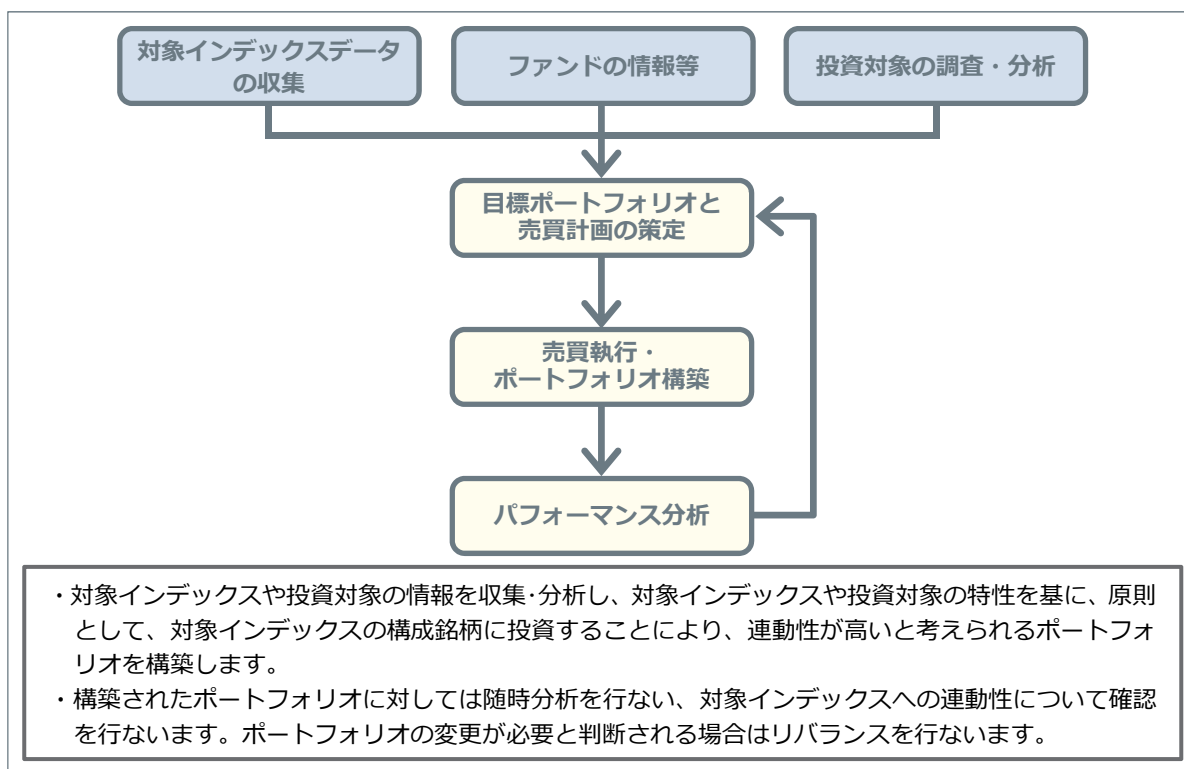 対象インデックスデータ
の収集
ファンドの情報等
投資対象の調査・分析
目標ポートフォリオと
売買計画の策定
売買執行・
ポートフォリオ構築
パフォーマンス分析
・対象インデックスや投資対象の情報を収集･分析し、対象インデックスや投資対象の特性を基に、原則
として、対象インデックスの構成銘柄に投資することにより、連動性が高いと考えられるポートフォ
リオを構築します。
・構築されたポートフォリオに対しては随時分析を行ない、対象インデックスへの連動性について確認
を行ないます。ポートフォリオの変更が必要と判断される場合はリバランスを行ないます。